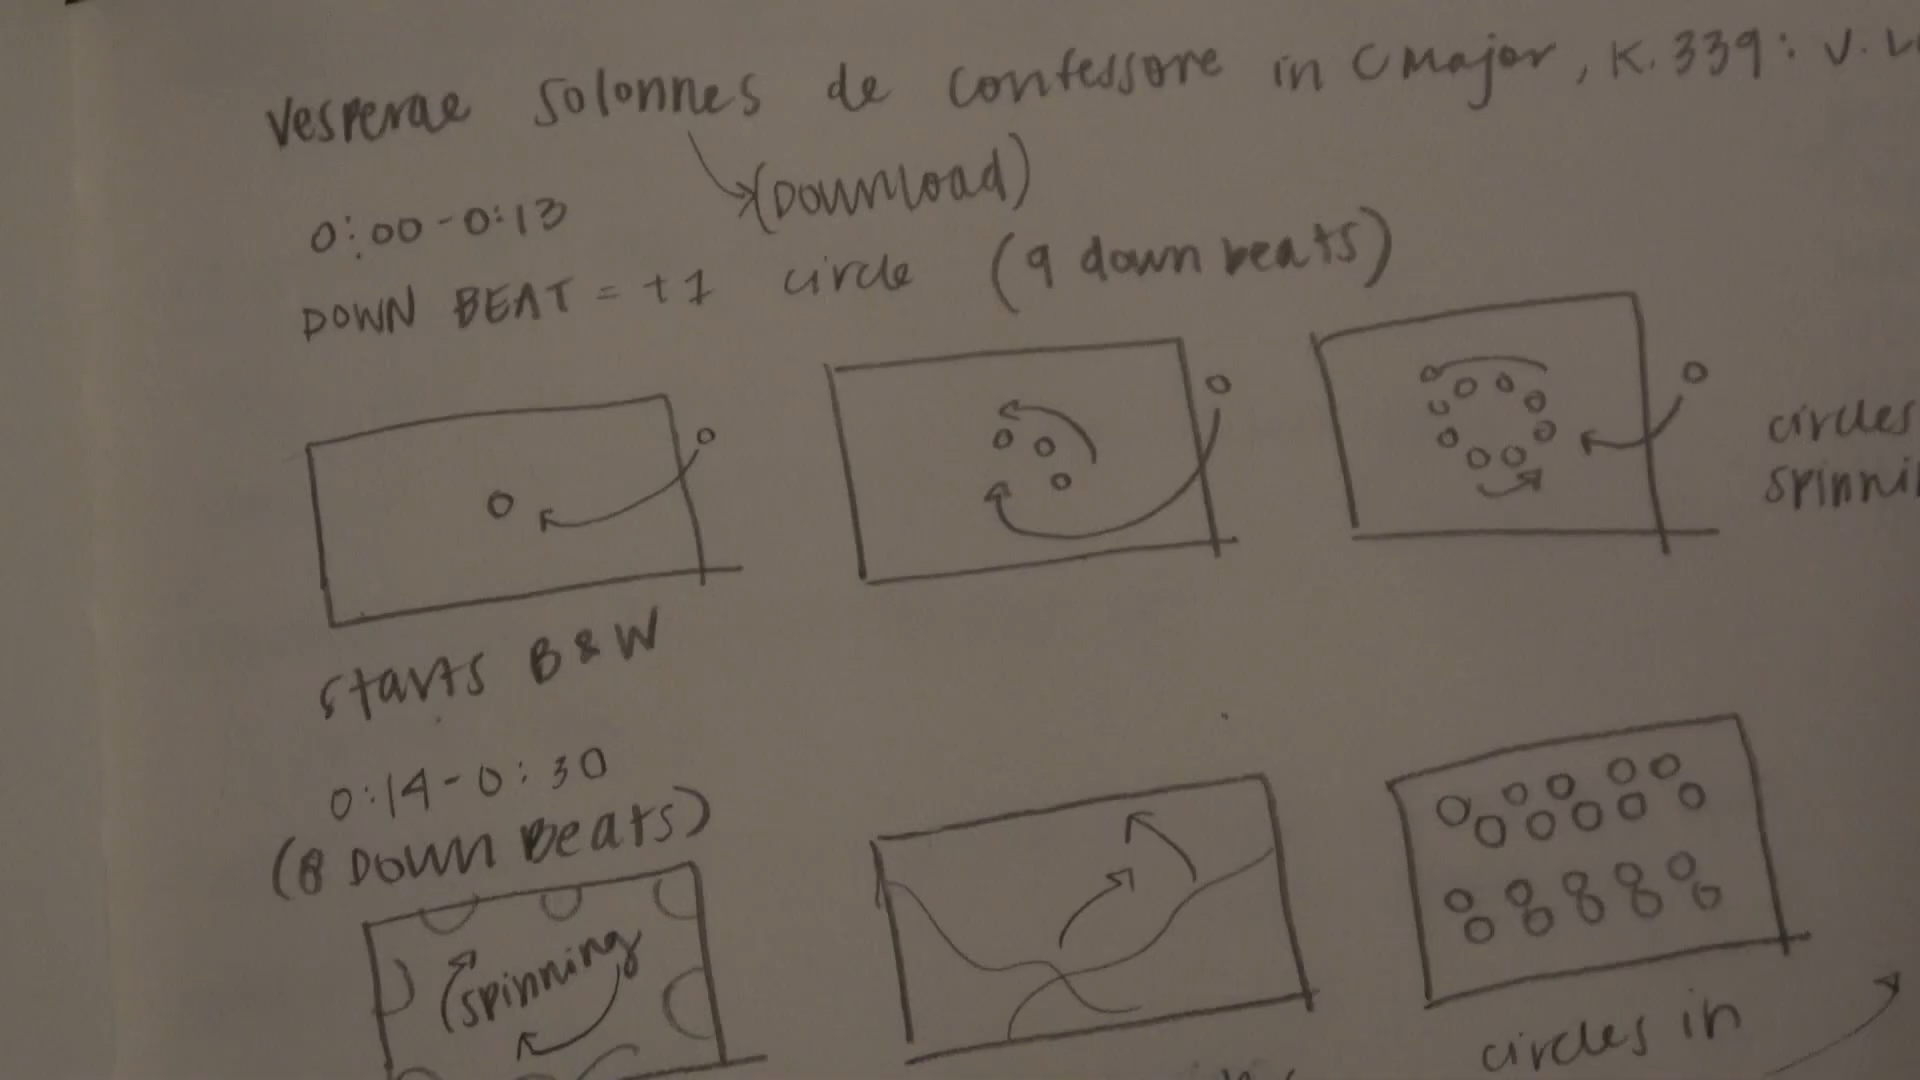 Vesperae Solonnes de confessore in C Major, K. 339: V. L
(DOWNLOAD)
0:00-0:13
DOWN BEAT = +1 circle (9 down beats)
circles
spinni
starts B & W
0:14-0:30
(8 DOWN Beats)
(spinning
circles in